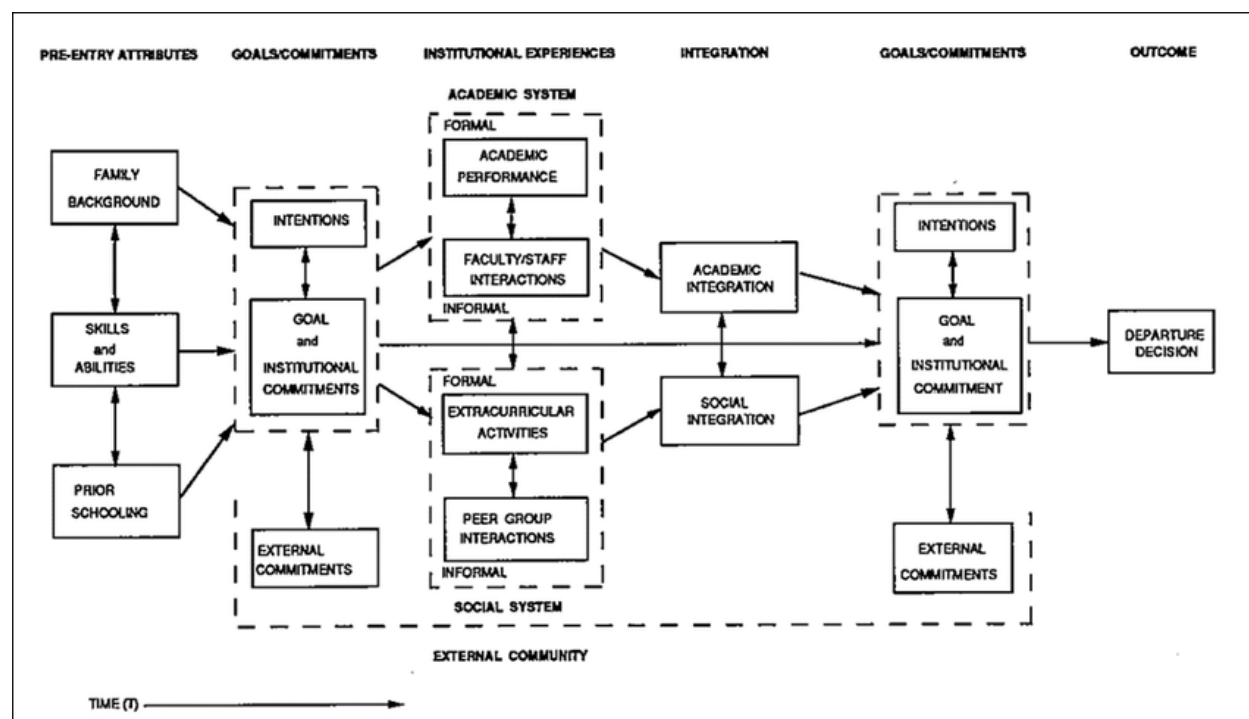 PRE-ENTRY ATTRIBUTES
GOALS/COMMITMENTS
INSTITUTIONAL EXPERIENCES
INTEGRATION
GOALS/COMMITMENTS
OUTCOME
FAMILY
BACKGROUND
SKILLS
and
ABILITIES
PRIOR
SCHOOLING
INTENTIONS
GOAL
and
INSTITUTIONAL
COMMITMENTS
EXTERNAL
COMMITMENTS
ACADEMIC SYSTEM
FORMAL
ACADEMIC
PERFORMANCE
FACULTY/STAFF
INTERACTIONS
INFORMAL
FORMAL
EXTRACURRICULAR
ACTIVITIES
PEER GROUP
INTERACTIONS
INFORMAL
SOCIAL SYSTEM
ACADEMIC
INTEGRATION
SOCIAL
INTEGRATION
INTENTIONS
GOAL
and
INSTITUTIONAL
COMMITMENT
EXTERNAL
COMMITMENTS
DEPARTURE
DECISION
EXTERNAL COMMUNITY
TIME (T)